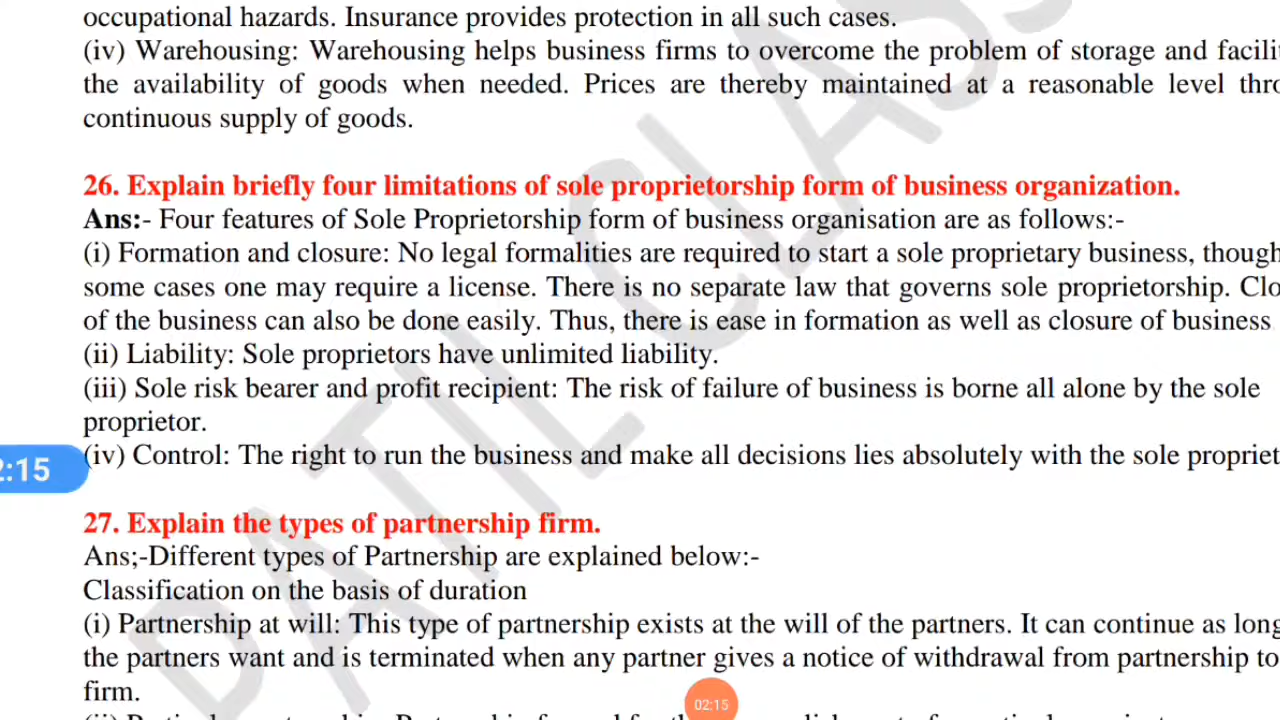 occupational hazards. Insurance provides protection in all such cases.
(iv) Warehousing: Warehousing helps business firms to overcome the problem of storage and facili
the availability of goods when needed. Prices are thereby maintained at a reasonable level thro
continuous supply of goods.
26. Explain briefly four limitations of sole proprietorship form of business organization.
Ans:- Four features of Sole Proprietorship form of business organisation are as follows:-
(i) Formation and closure: No legal formalities are required to start a sole proprietary business, though
some cases one may require a license. There is no separate law that governs sole proprietorship. Clo
of the business can also be done easily. Thus, there is ease in formation as well as closure of business
(ii) Liability: Sole proprietors have unlimited liability.
(iii) Sole risk bearer and profit recipient: The risk of failure of business is borne all alone by the sole
proprietor.
(iv) Control: The right to run the business and make all decisions lies absolutely with the sole propriet
2:15
27. Explain the types of partnership firm.
Ans;-Different types of Partnership are explained below:-
Classification on the basis of duration
(i) Partnership at will: This type of partnership exists at the will of the partners. It can continue as long
the partners want and is terminated when any partner gives a notice of withdrawal from partnership to
firm.
02:15
PATIL CLAS